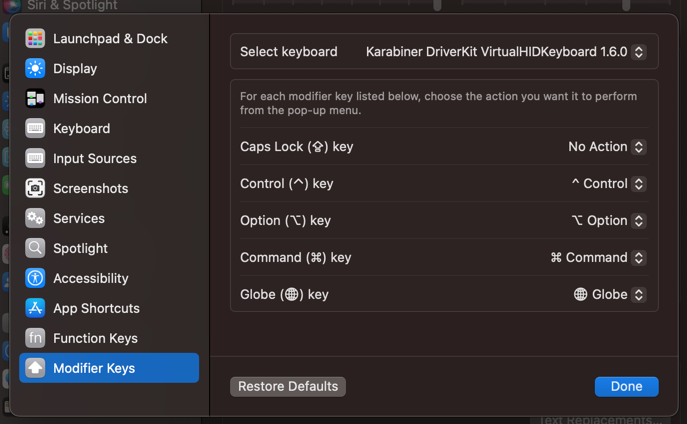 Siri & Spotlight
Launchpad & Dock
Display
Mission Control
Keyboard
Input Sources
Screenshots
Services
Spotlight
Accessibility
App Shortcuts
fn Function Keys
Modifier Keys
Select keyboard Karabiner DriverKit VirtualHIDKeyboard 1.6.0
For each modifier key listed below, choose the action you want it to perform
from the pop-up menu.
Caps Lock (⇪) key No Action
Control (^) key ^ Control
Option (⌥) key ⌥ Option
Command (⌘) key ⌘ Command
Globe (🌐) key 🌐 Globe
Restore Defaults Done
Text Replacements...